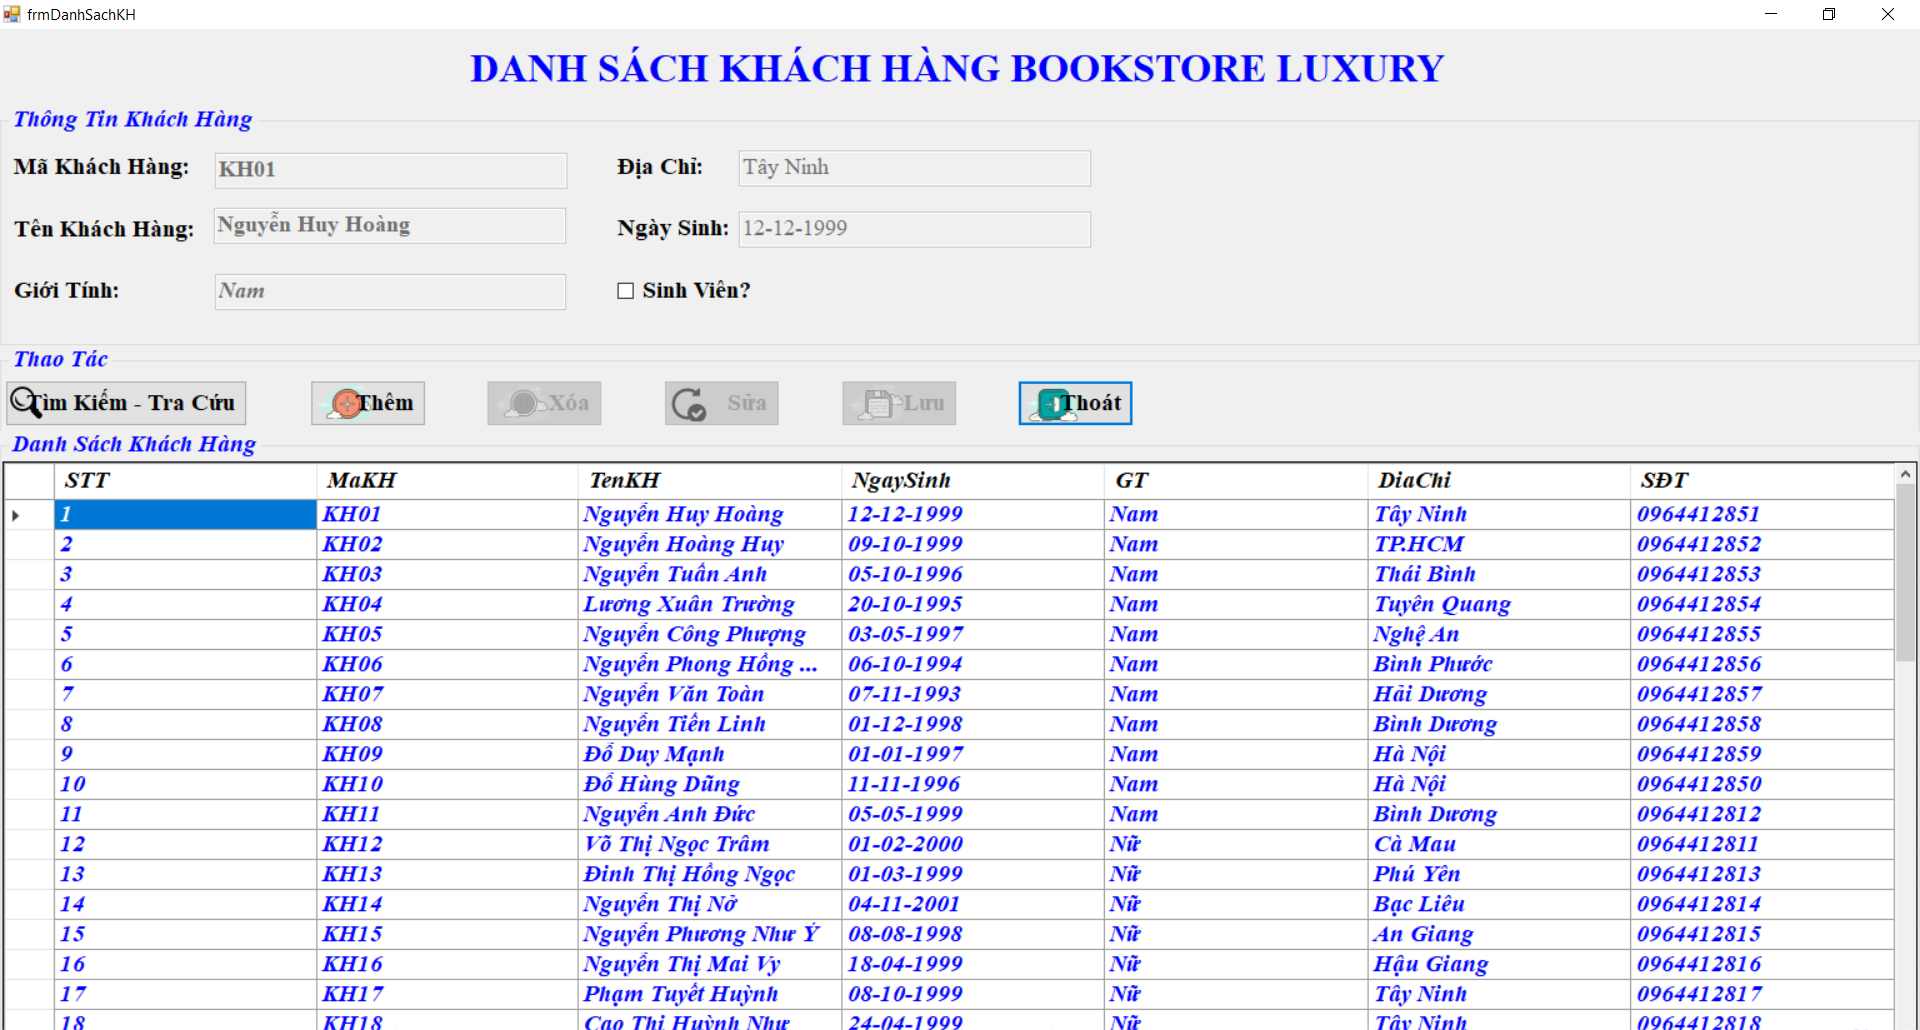 frmDanhSachKH
DANH SÁCH KHÁCH HÀNG BOOKSTORE LUXURY
Thông Tin Khách Hàng
Mã Khách Hàng: KH01 Địa Chỉ: Tây Ninh
Tên Khách Hàng: Nguyễn Huy Hoàng Ngày Sinh: 12-12-1999
Giới Tính: Nam Sinh Viên?
Thao Tác
Tìm Kiếm - Tra Cứu Thêm Xóa Sửa Lưu Thoát
Danh Sách Khách Hàng
STT MaKH TenKH NgaySinh GT DiaChi SĐT
1 KH01 Nguyễn Huy Hoàng 12-12-1999 Nam Tây Ninh 0964412851
2 KH02 Nguyễn Hoàng Huy 09-10-1999 Nam TP.HCM 0964412852
3 KH03 Nguyễn Tuấn Anh 05-10-1996 Nam Thái Bình 0964412853
4 KH04 Lương Xuân Trường 20-10-1995 Nam Tuyên Quang 0964412854
5 KH05 Nguyễn Công Phượng 03-05-1997 Nam Nghệ An 0964412855
6 KH06 Nguyễn Phong Hồng ... 06-10-1994 Nam Bình Phước 0964412856
7 KH07 Nguyễn Văn Toàn 07-11-1993 Nam Hải Dương 0964412857
8 KH08 Nguyễn Tiến Linh 01-12-1998 Nam Bình Dương 0964412858
9 KH09 Đỗ Duy Mạnh 01-01-1997 Nam Hà Nội 0964412859
10 KH10 Đỗ Hùng Dũng 11-11-1996 Nam Hà Nội 0964412850
11 KH11 Nguyễn Anh Đức 05-05-1999 Nam Bình Dương 0964412812
12 KH12 Võ Thị Ngọc Trâm 01-02-2000 Nữ Cà Mau 0964412811
13 KH13 Đinh Thị Hồng Ngọc 01-03-1999 Nữ Phú Yên 0964412813
14 KH14 Nguyễn Thị Nở 04-11-2001 Nữ Bạc Liêu 0964412814
15 KH15 Nguyễn Phương Như Ý 08-08-1998 Nữ An Giang 0964412815
16 KH16 Nguyễn Thị Mai Vy 18-04-1999 Nữ Hậu Giang 0964412816
17 KH17 Phạm Tuyết Huỳnh 08-10-1999 Nữ Tây Ninh 0964412817
18 KH18 Cao Thị Huỳnh Như 24-04-1999 Nữ Tây Ninh 0964412818